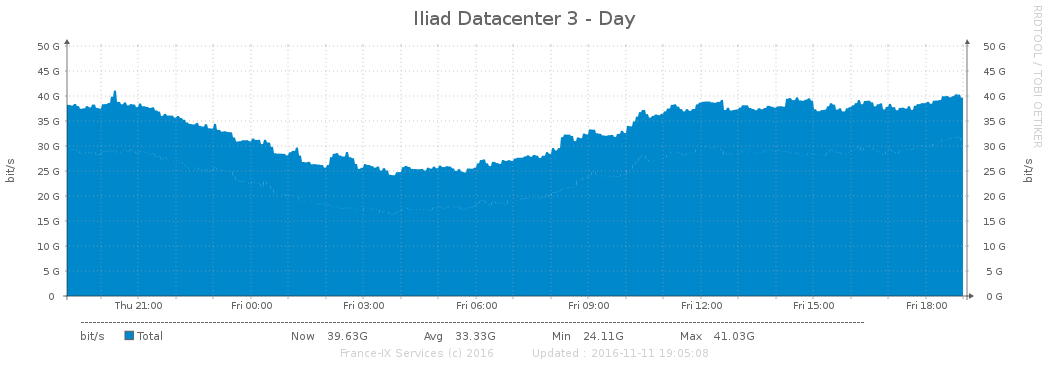 Iliad Datacenter 3 - Day
RRDTOOL / TOBI OETIKER
50 G 50 G
45 G 45 G
40 G 40 G
35 G 35 G
30 G 30 G
25 G 25 G
20 G 20 G
15 G 15 G
10 G 10 G
5 G 5 G
0 0 G
bit/s bit/s
Thu 21:00 Fri 00:00 Fri 03:00 Fri 06:00 Fri 09:00 Fri 12:00 Fri 15:00 Fri 18:00
bit/s Total Now 39.63G Avg 33.33G Min 24.11G Max 41.03G
France-IX Services (c) 2016 Updated : 2016-11-11 19:05:08